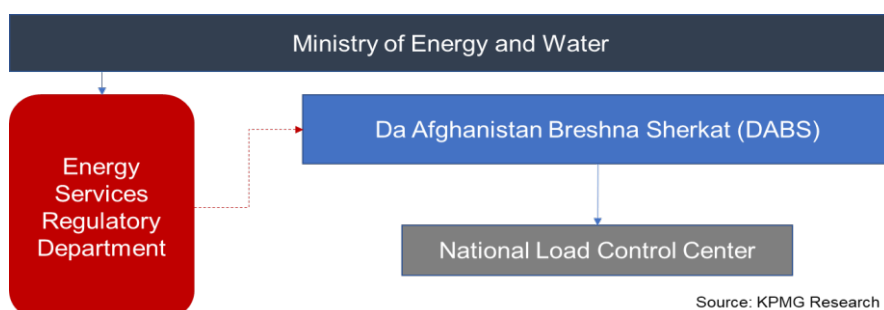 Ministry of Energy and Water
Da Afghanistan Breshna Sherkat (DABS)
Energy
Services
Regulatory
Department
National Load Control Center
Source: KPMG Research